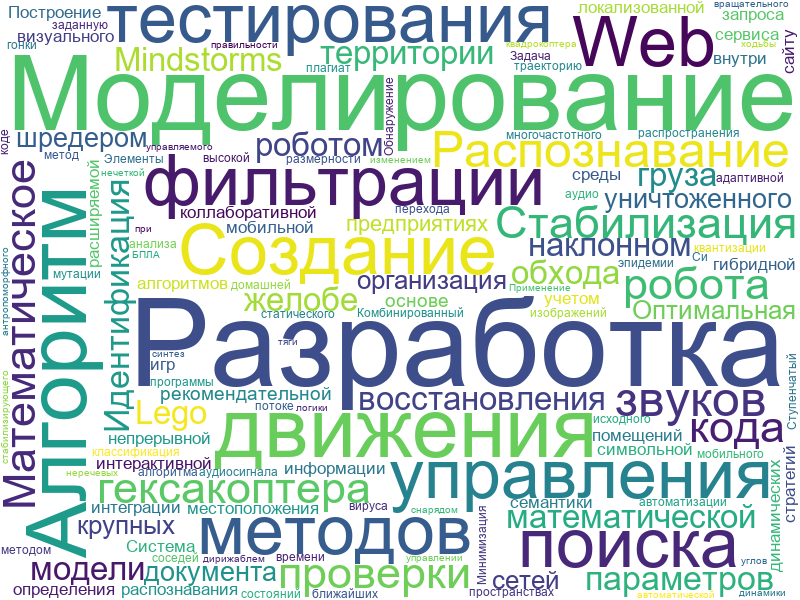 Построение
заданную
визуального
гонки
тестирования
правильности
квадрокоптера
Задача
траекторию
Web
локализованной
вращательного
запроса
сервиса
ходьбы
внутри
сайту
Mindstorms
территории
плагиат
Моделирование
Обнаружение
коде
шредером
метод
Элементы
нечеткой
управляемого
высокой
роботом
размерности
изменением
многочастотного
распространения
Распознавание
среды
груза
адаптивной
фильтрации
уничтоженного
коллаборативной
мобильной
перехода
предприятиях
аудио
Стабилизация
Математическое
Алгоритм
расширяемой
Идентификация
при
анализа
БПЛА
мутации
антропоморфного
Создание
наклонном
эпидемии
Си
квантизации
гибридной
алгоритмов
домашней
организация
желобе
основе
обхода
Применение
учетом
изображений
робота
Оптимальная
статического
Комбинированный
Разработка
тяги
синтез
игр
программы
рекомендательной
восстановления
звуков
Ступенчатый
стабилизирующего
Lego
потоке
логики
непрерывной
движения
исходного
помещений
кода
классификация
интерактивной
алгоритма
аудиосигнала
информации
символьной
мобильного
неречевых
гексакоптера
управления
стратегий
динамических
интеграции
местоположения
вируса
снарядом
семантики
автоматизации
крупных
методов
математической
Минимизация
поиска
методом
Система
соседей
дирижаблем
времени
управлении
углов
модели
документа
проверки
сетей
параметров
определения
распознавания
состояний
ближайших
пространствах
автоматической
динамики